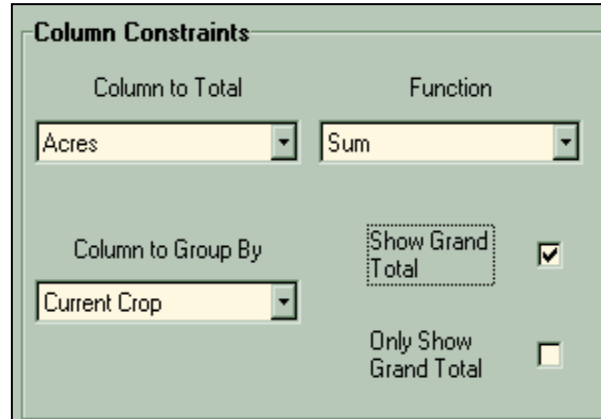 Column Constraints
Column to Total Function
Acres Sum
Column to Group By
Show Grand
Total
Current Crop
Only Show
Grand Total